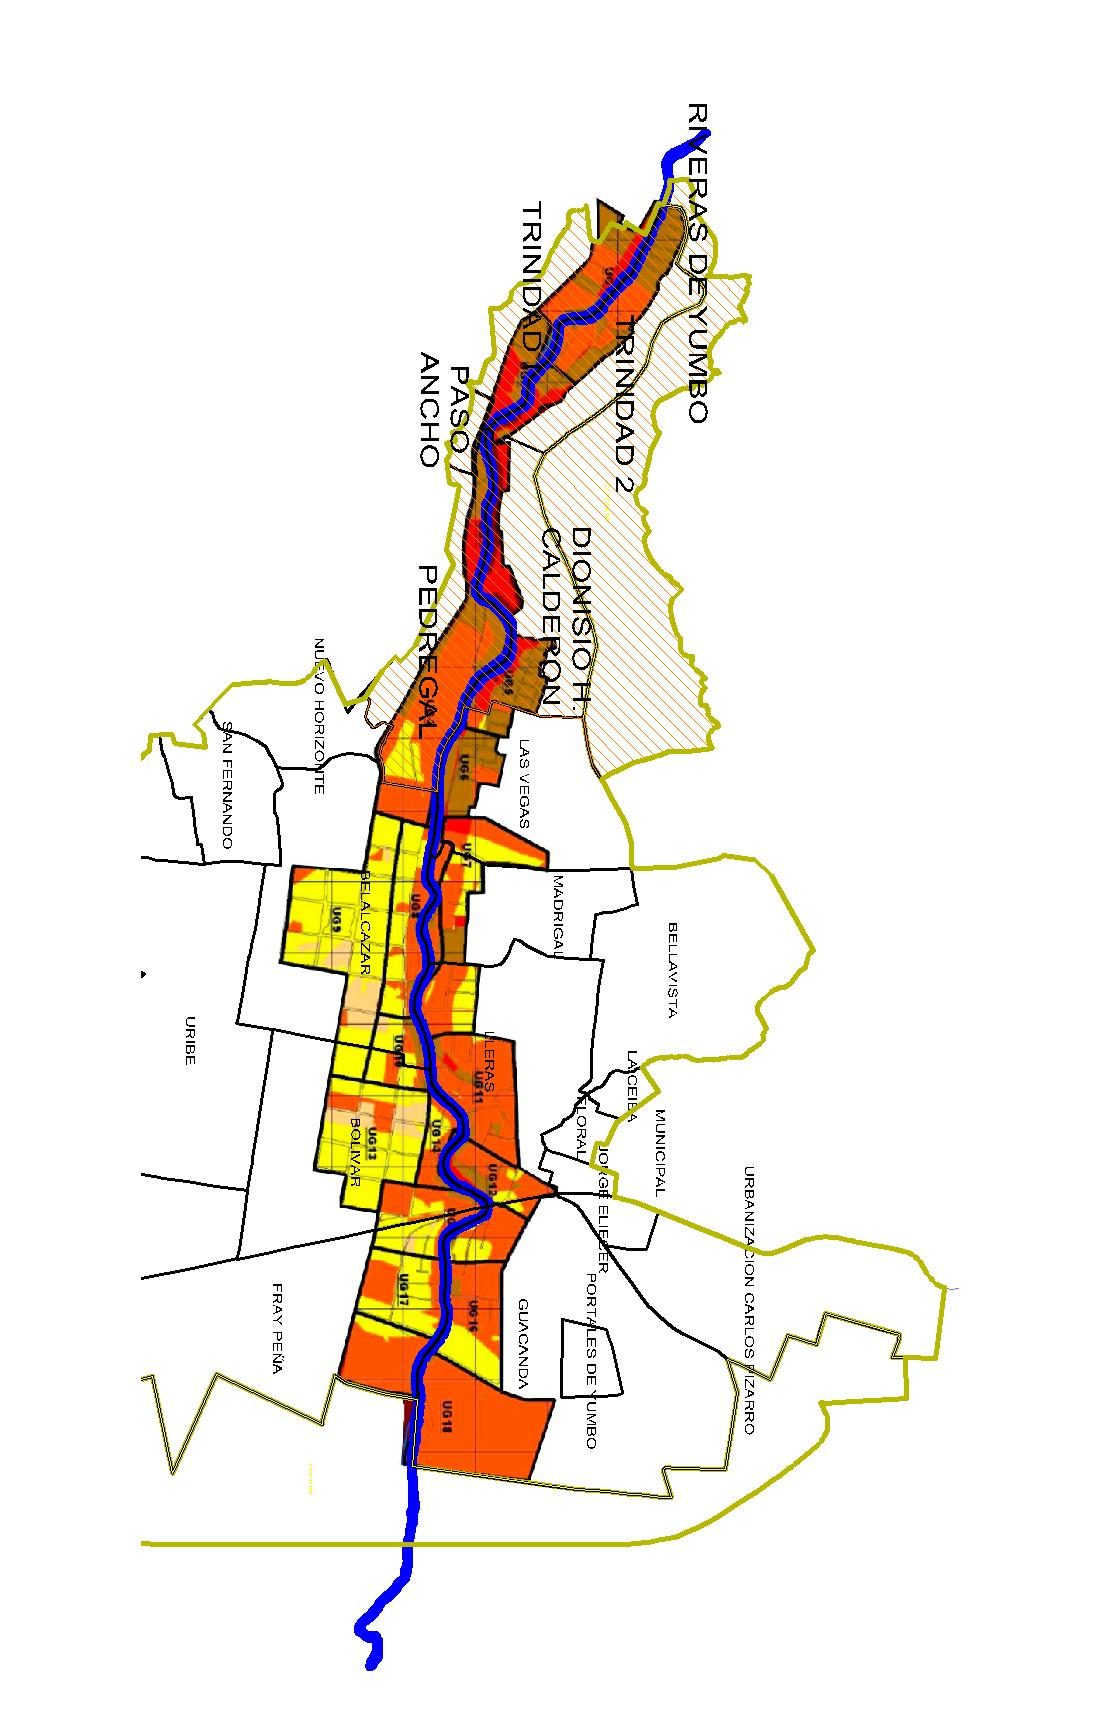 RIVERAS DE YUMBO
TRINIDAD 2
TRINIDAD
PASO
ANCHO
DIONISIO H.
CALDERON
PEDREGAL
NUEVO HORIZONTE
SAN FERNANDO
LAS VEGAS
UG5
UG6
UG7
UG8
UG9
BELALCAZAR
MADRIGAL
BELLAVISTA
URIBE
LLERAS
UG10
UG11
UG12
UG13
UG14
BOLIVAR
LA CEIBA
FLORAL
MUNICIPAL
JORGE ELIECER
URBANIZACION CARLOS PIZARRO
PORTALES DE YUMBO
GUACANDA
FRAY PEÑA
UG16
UG17
UG18